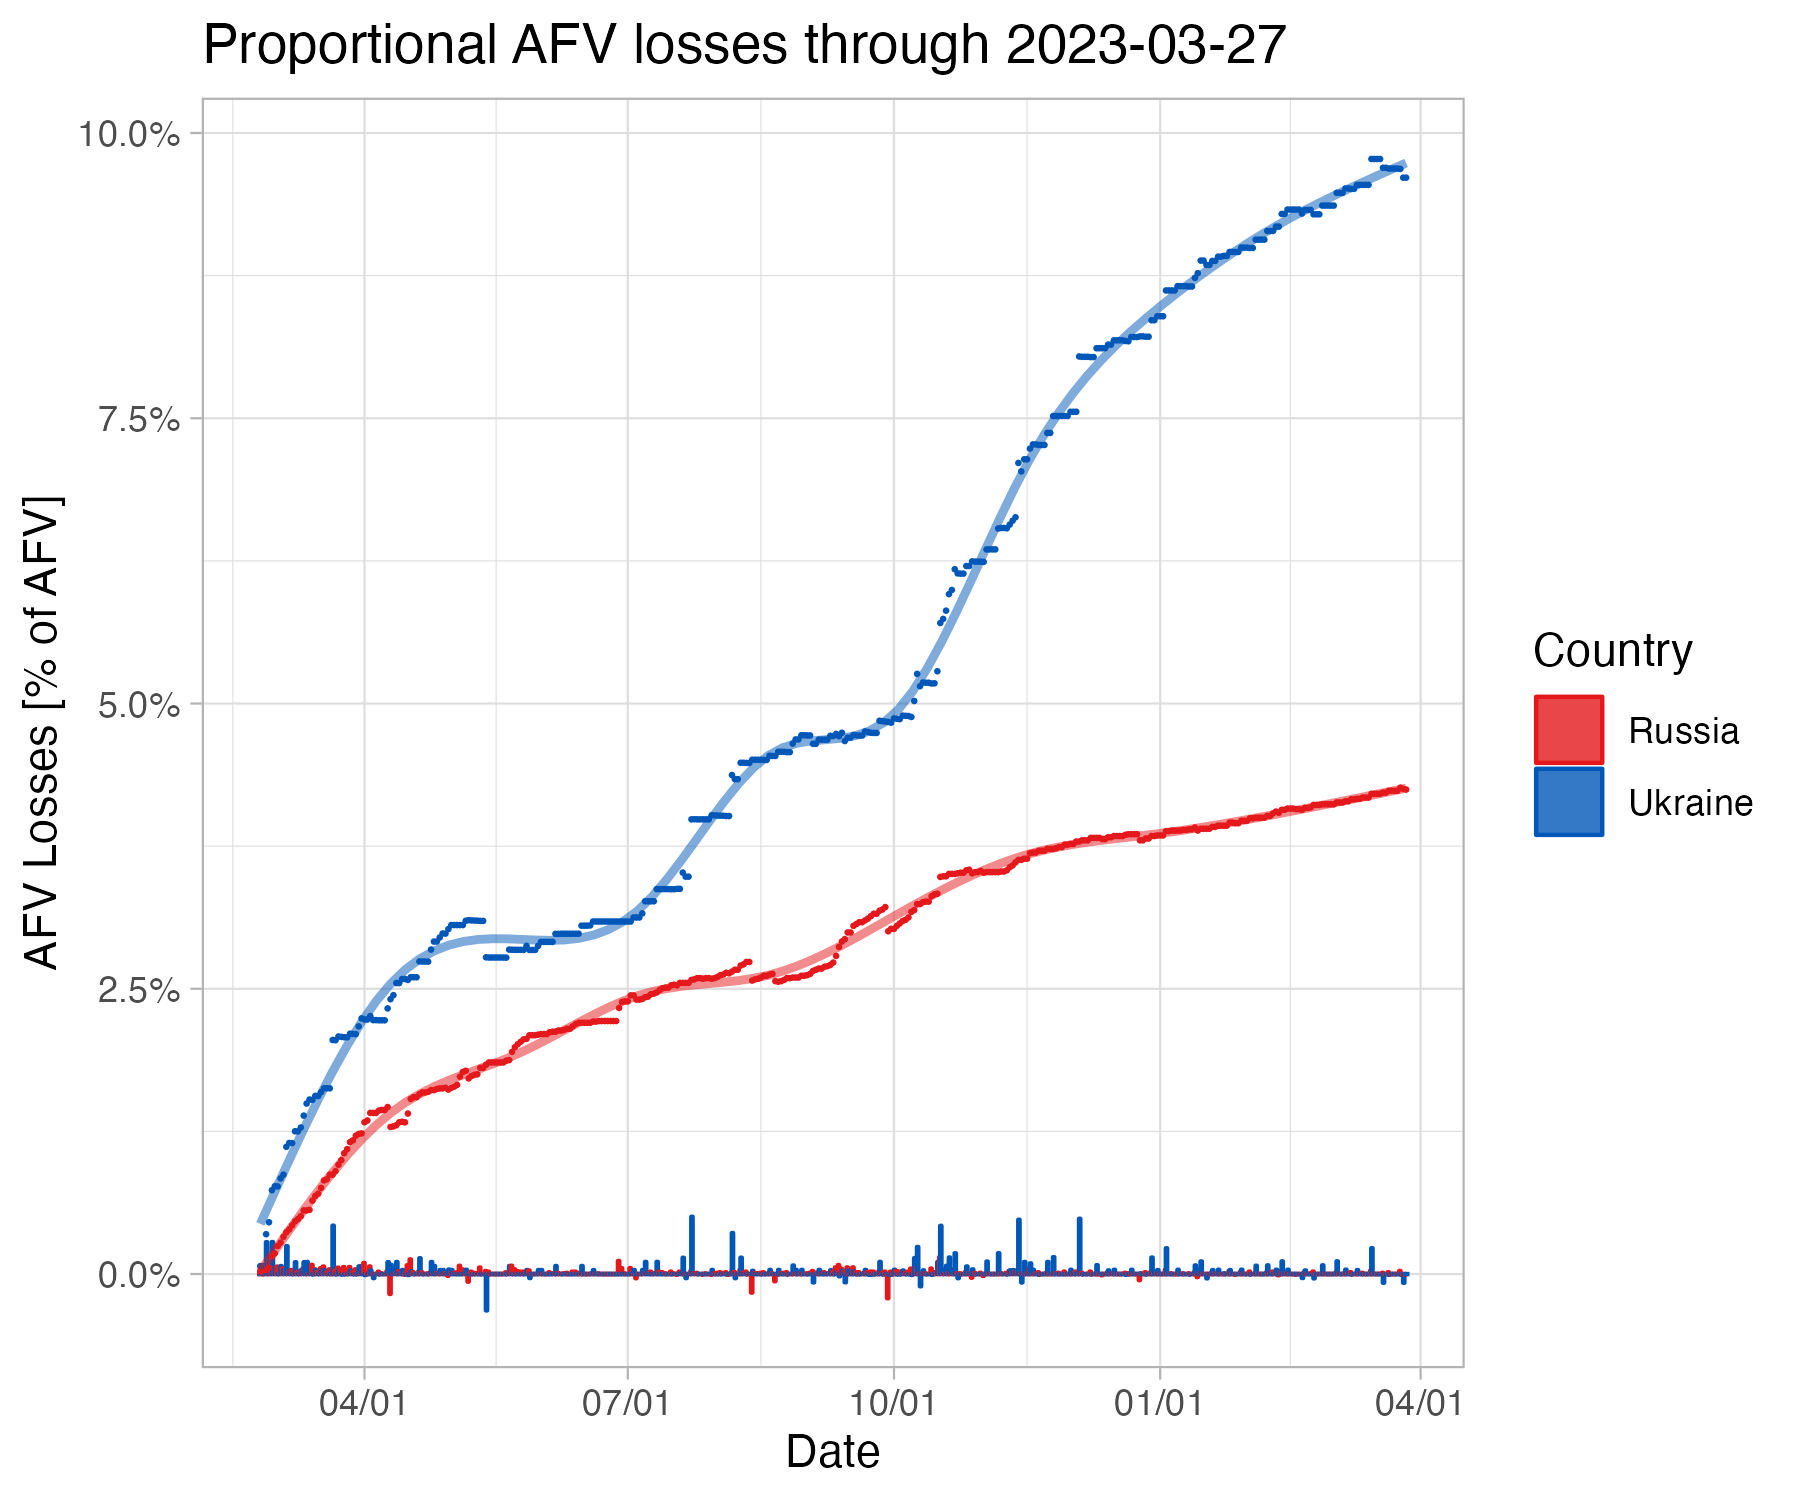 Proportional AFV losses through 2023-03-27
10.0%
7.5%
5.0%
2.5%
0.0%
AFV Losses [% of AFV]
04/01
07/01
10/01
01/01
04/01
Date
Country
Russia
Ukraine